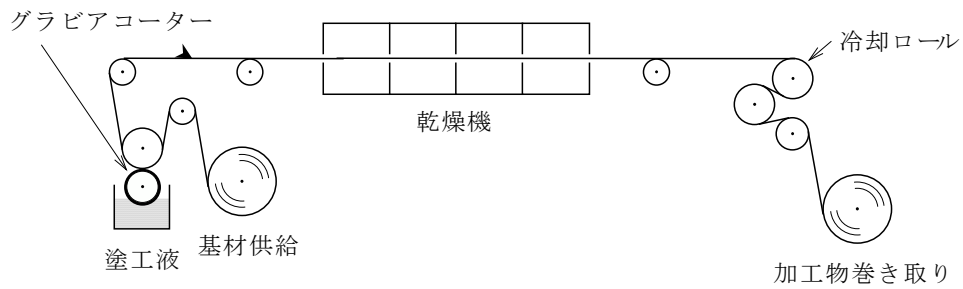 グラビアコーター
冷却ロール
乾燥機
塗工液
基材供給
加工物巻き取り